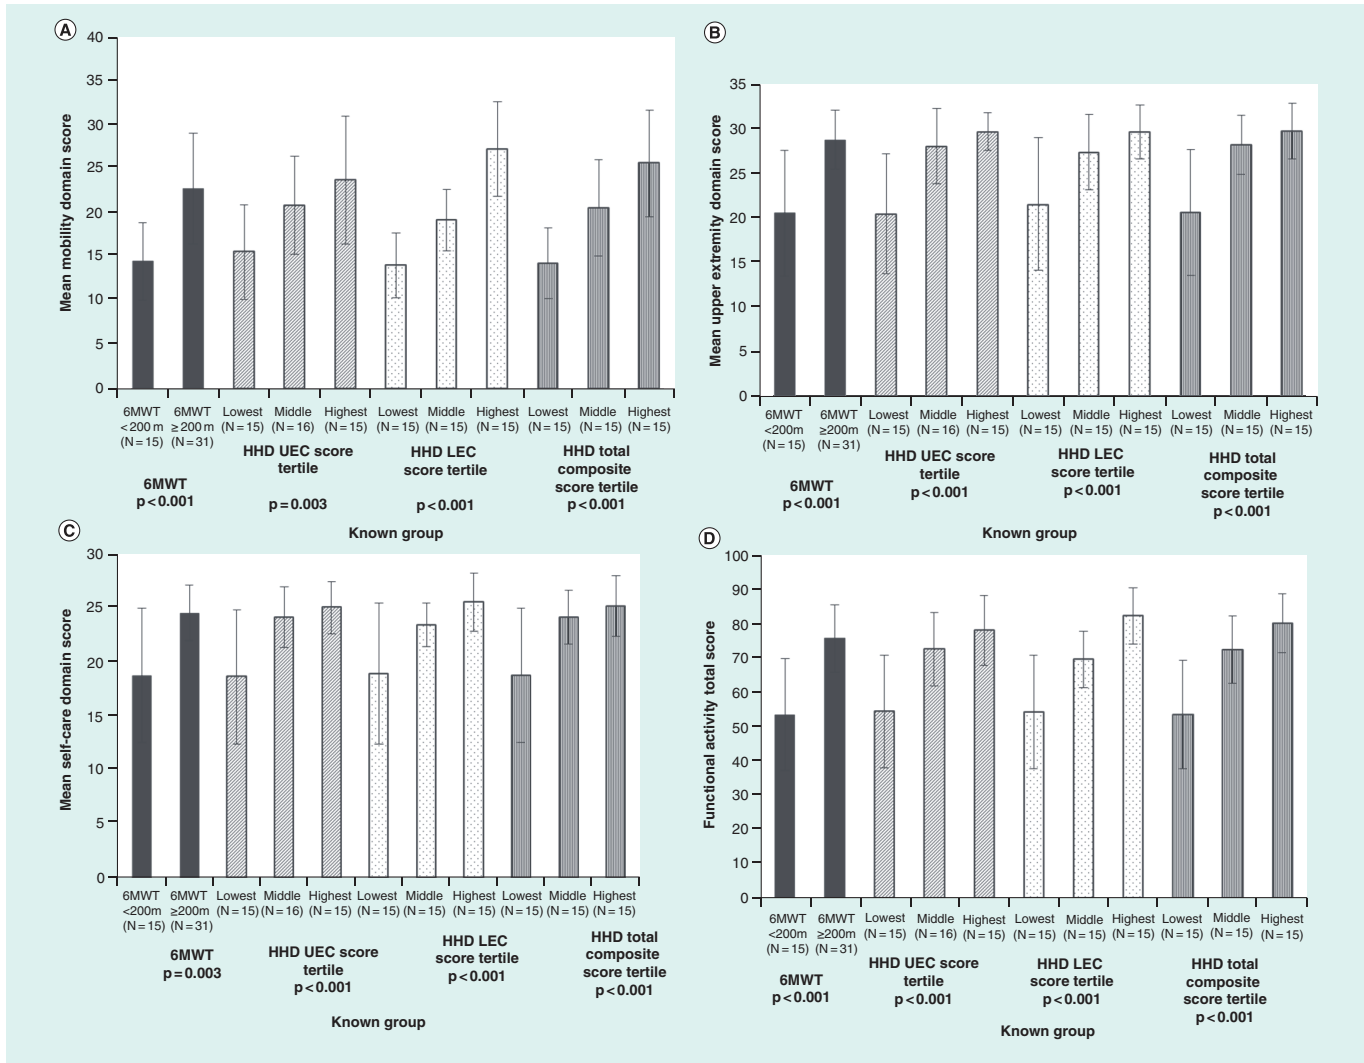 A
Mean mobility domain score
40
35
30
25
20
15
10
5
0
6MWT <200 m (N=15)
6MWT ≥200 m (N=31)
Lowest (N=15)
Middle (N=16)
Highest (N=15)
Lowest (N=15)
Middle (N=15)
Highest (N=15)
Lowest (N=15)
Middle (N=15)
Highest (N=15)
6MWT
p<0.001
HHD UEC score
tertile
p=0.003
HHD LEC
score tertile
p<0.001
HHD total
composite
score tertile
p<0.001
Known group
B
Mean upper extremity domain score
35
30
25
20
15
10
5
0
6MWT <200m (N=15)
6MWT ≥200m (N=31)
Lowest (N=15)
Middle (N=16)
Highest (N=15)
Lowest (N=15)
Middle (N=15)
Highest (N=15)
Lowest (N=15)
Middle (N=15)
Highest (N=15)
6MWT
p<0.001
HHD UEC score
tertile
p<0.001
HHD LEC
score tertile
p<0.001
HHD total
composite
score tertile
p<0.001
Known group
C
Mean self-care domain score
30
25
20
15
10
5
0
6MWT <200m (N=15)
6MWT ≥200m (N=31)
Lowest (N=15)
Middle (N=16)
Highest (N=15)
Lowest (N=15)
Middle (N=15)
Highest (N=15)
Lowest (N=15)
Middle (N=15)
Highest (N=15)
6MWT
p=0.003
HHD UEC score
tertile
p<0.001
HHD LEC
score tertile
p<0.001
HHD total
composite
score tertile
p<0.001
Known group
D
Functional activity total score
100
90
80
70
60
50
40
30
20
10
0
6MWT <200m (N=15)
6MWT ≥200m (N=31)
Lowest (N=15)
Middle (N=16)
Highest (N=15)
Lowest (N=15)
Middle (N=15)
Highest (N=15)
Lowest (N=15)
Middle (N=15)
Highest (N=15)
6MWT
p<0.001
HHD UEC score
tertile
p<0.001
HHD LEC
score tertile
p<0.001
HHD total
composite
score tertile
p<0.001
Known group